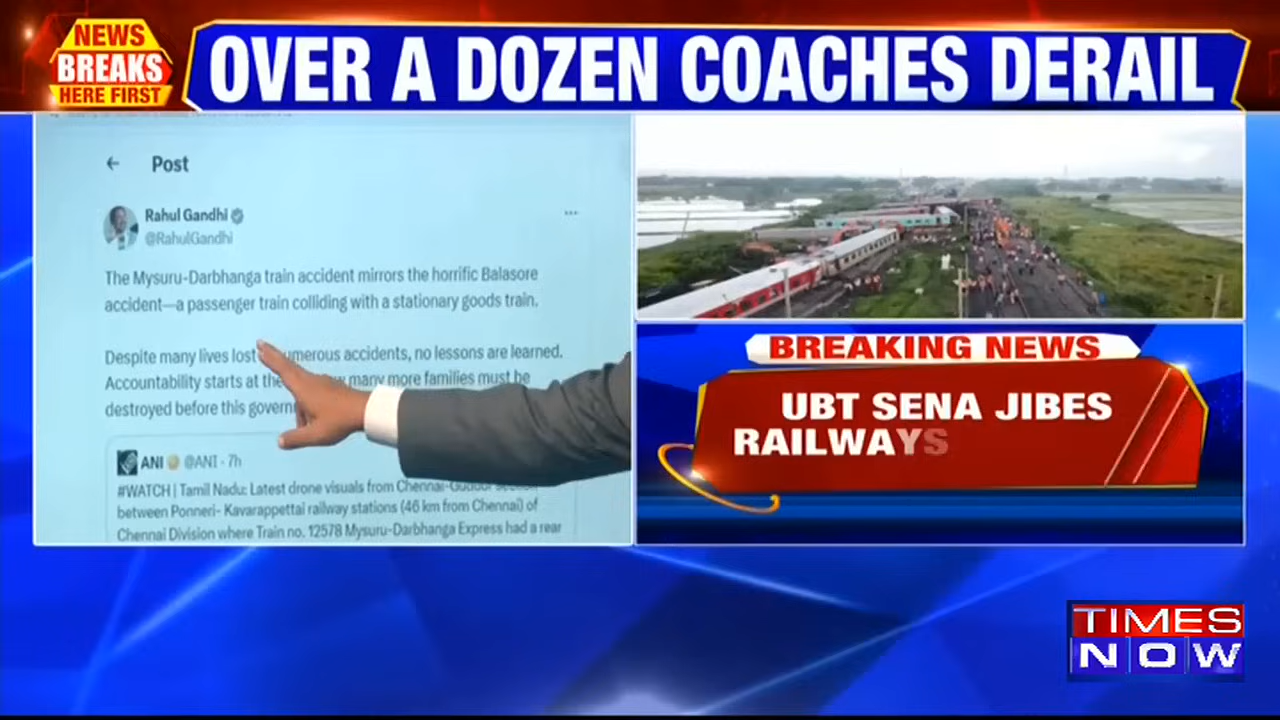 NEWS
BREAKS
HERE FIRST
OVER A DOZEN COACHES DERAIL
← Post
Rahul Gandhi
@RahulGandhi
...
The Mysuru-Darbhanga train accident mirrors the horrific Balasore
accident—a passenger train colliding with a stationary goods train.
Despite many lives lost numerous accidents, no lessons are learned.
Accountability starts at the many more families must be
destroyed before this
ANI @ANI · 7h
#WATCH | Tamil Nadu: Latest drone visuals from
between Ponneri- Kavarappettai railway stations (46 km from Chennai) of
Chennai Division where Train no. 12578 Mysuru-Darbhanga Express had a rear
BREAKING NEWS
UBT SENA JIBES
RAILWAYS
TIMES
NOW